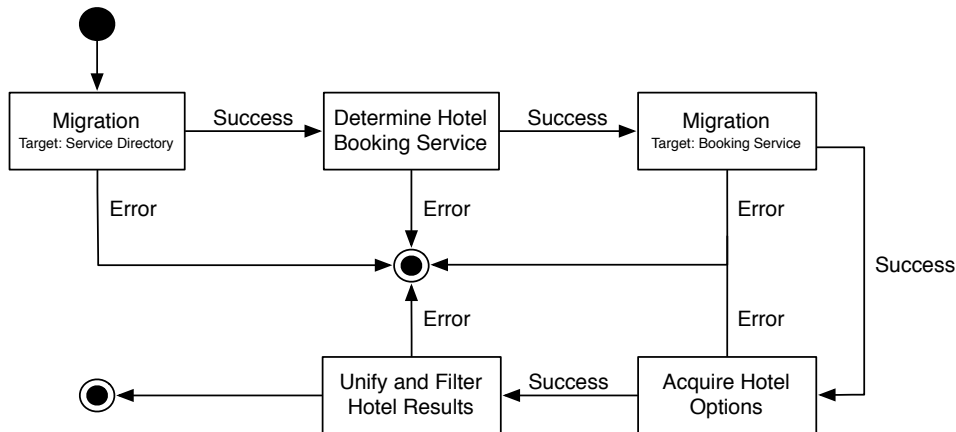 Migration
Target: Service Directory
Success
Determine Hotel
Booking Service
Success
Migration
Target: Booking Service
Error
Error
Error
Success
Error
Error
Unify and Filter
Hotel Results
Success
Acquire Hotel
Options